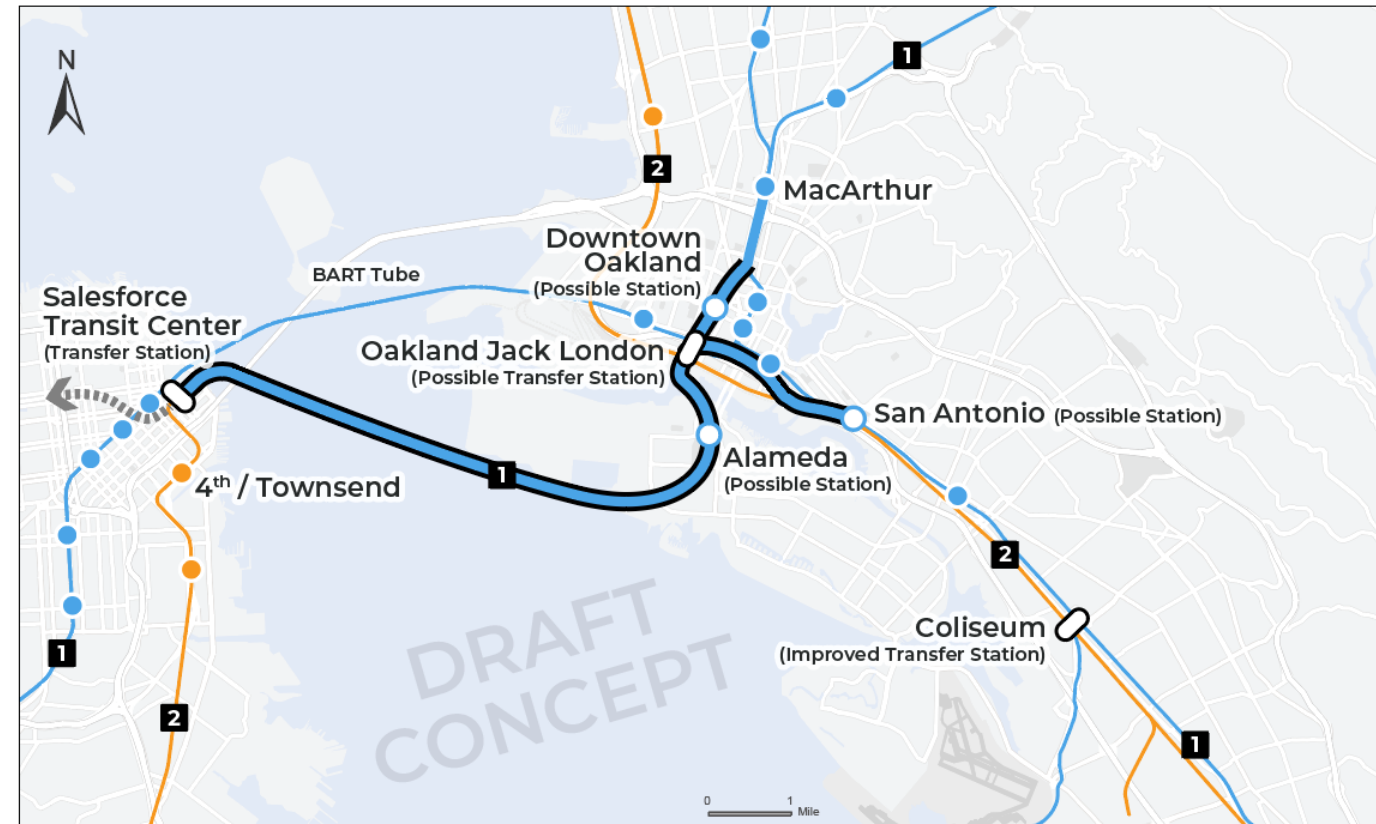 N
1
2
MacArthur
Downtown
Oakland
(Possible Station)
BART Tube
Salesforce
Transit Center
(Transfer Station)
Oakland Jack London
(Possible Transfer Station)
San Antonio (Possible Station)
Alameda
(Possible Station)
1
4th / Townsend
2
Coliseum
(Improved Transfer Station)
DRAFT
CONCEPT
1
2
1
0 1
Mile